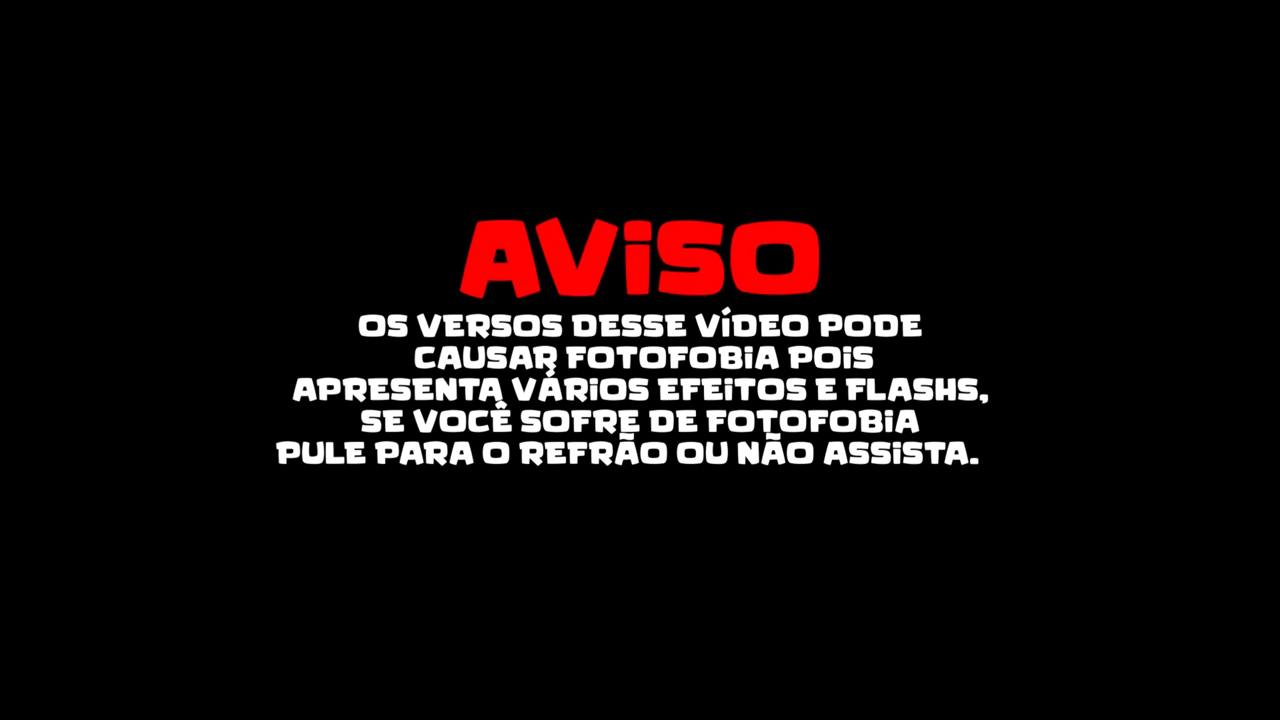 AViSO
OS VERSOS DESSE VÍDEO PODE
CAUSAR FOTOFOBiA POiS
APRESENTA VÁRiOS EFEiTOS E FLASHS,
SE VOCÊ SOFRE DE FOTOFOBiA
PULE PARA O REFRÃO OU NÃO ASSiSTA.